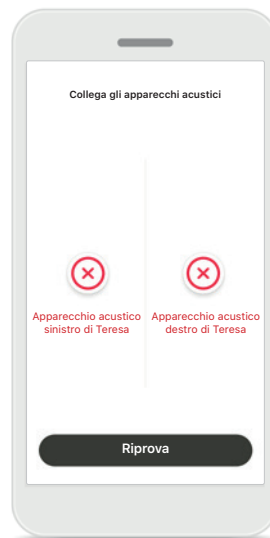 Collega gli apparecchi acustici
Apparecchio acustico
sinistro di Teresa
Apparecchio acustico
destro di Teresa
Riprova